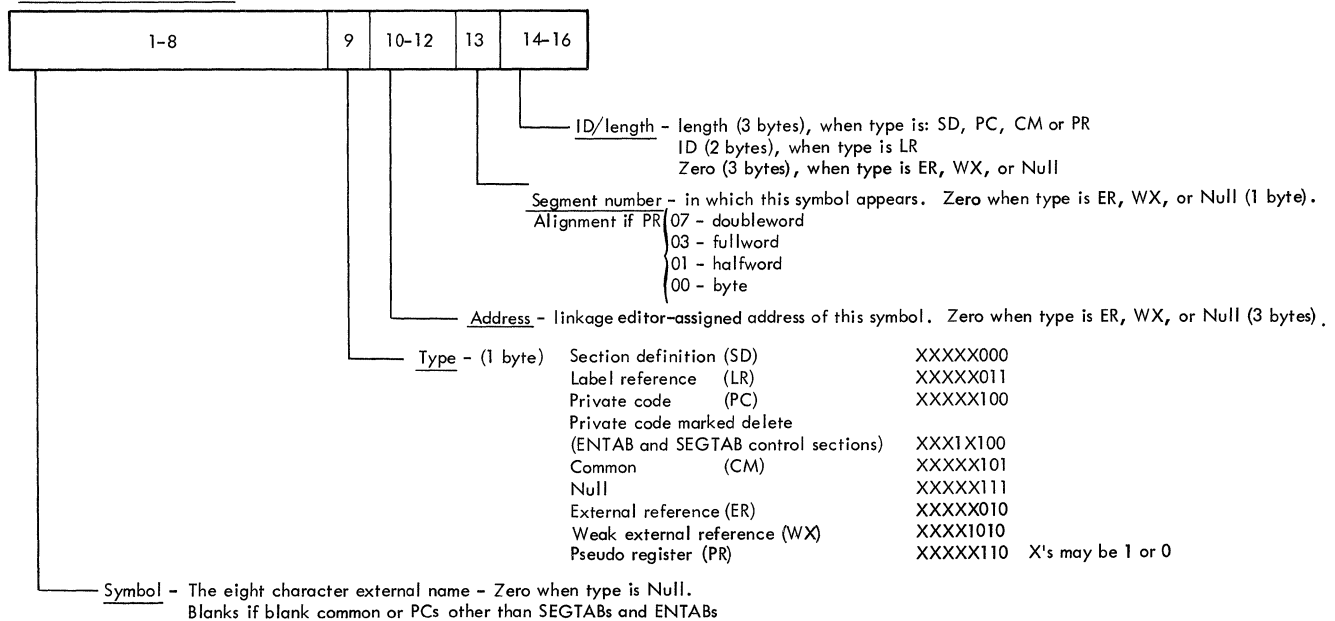 1-8 9 10-12 13 14-16
ID/length - length (3 bytes), when type is: SD, PC, CM or PR
ID (2 bytes), when type is LR
Zero (3 bytes), when type is ER, WX, or Null
Segment number - in which this symbol appears. Zero when type is ER, WX, or Null (1 byte).
Alignment if PR 07 - doubleword
03 - fullword
01 - halfword
00 - byte
Address - linkage editor-assigned address of this symbol. Zero when type is ER, WX, or Null (3 bytes).
Type - (1 byte) Section definition (SD) XXXXX000
Label reference (LR) XXXXX011
Private code (PC) XXXXX100
Private code marked delete
(ENTAB and SEGTAB control sections) XXX1X100
Common (CM) XXXXX101
Null XXXXX111
External reference (ER) XXXXX010
Weak external reference (WX) XXXX1010
Pseudo register (PR) XXXXX110 X's may be 1 or 0
Symbol - The eight character external name - Zero when type is Null.
Blanks if blank common or PCs other than SEGTABs and ENTABs